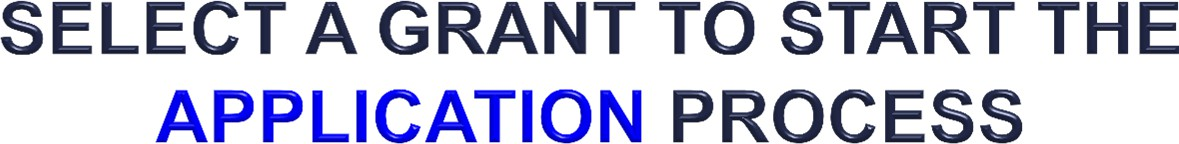 SELECT A GRANT TO START THE
APPLICATION PROCESS